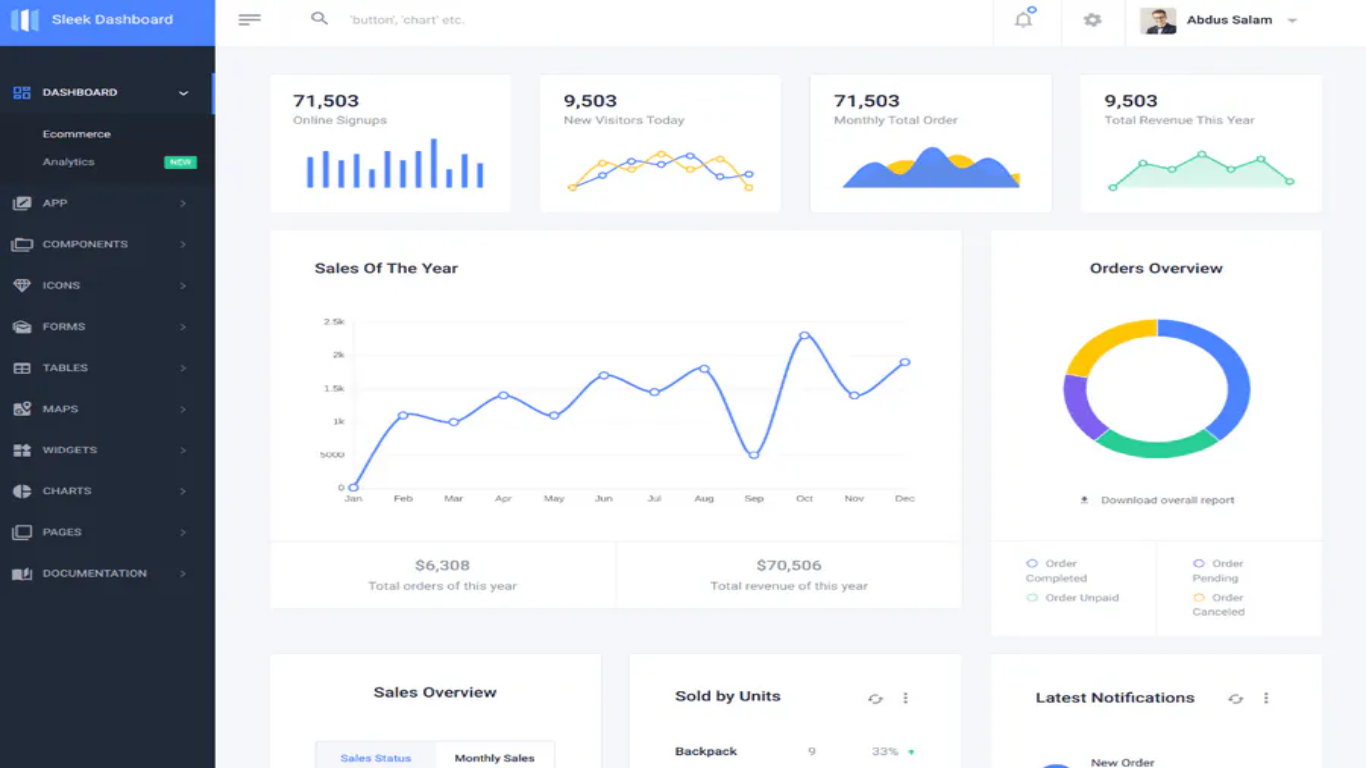 Sleek Dashboard
'button', 'chart' etc.
Abdus Salam
DASHBOARD
Ecommerce
Analytics
NEW
APP
COMPONENTS
ICONS
FORMS
TABLES
MAPS
WIDGETS
CHARTS
PAGES
DOCUMENTATION
71,503
Online Signups
9,503
New Visitors Today
71,503
Monthly Total Order
9,503
Total Revenue This Year
Sales Of The Year
2.5k
2k
1.5k
1k
5000
0
Jan Feb Mar Apr May Jun Jul Aug Sep Oct Nov Dec
$6,308
Total orders of this year
$70,506
Total revenue of this year
Orders Overview
Download overall report
Order
Completed
Order
Pending
Order Unpaid
Order
Canceled
Sales Overview
Sales Status
Monthly Sales
Sold by Units
Backpack 9 33%
Latest Notifications
New Order